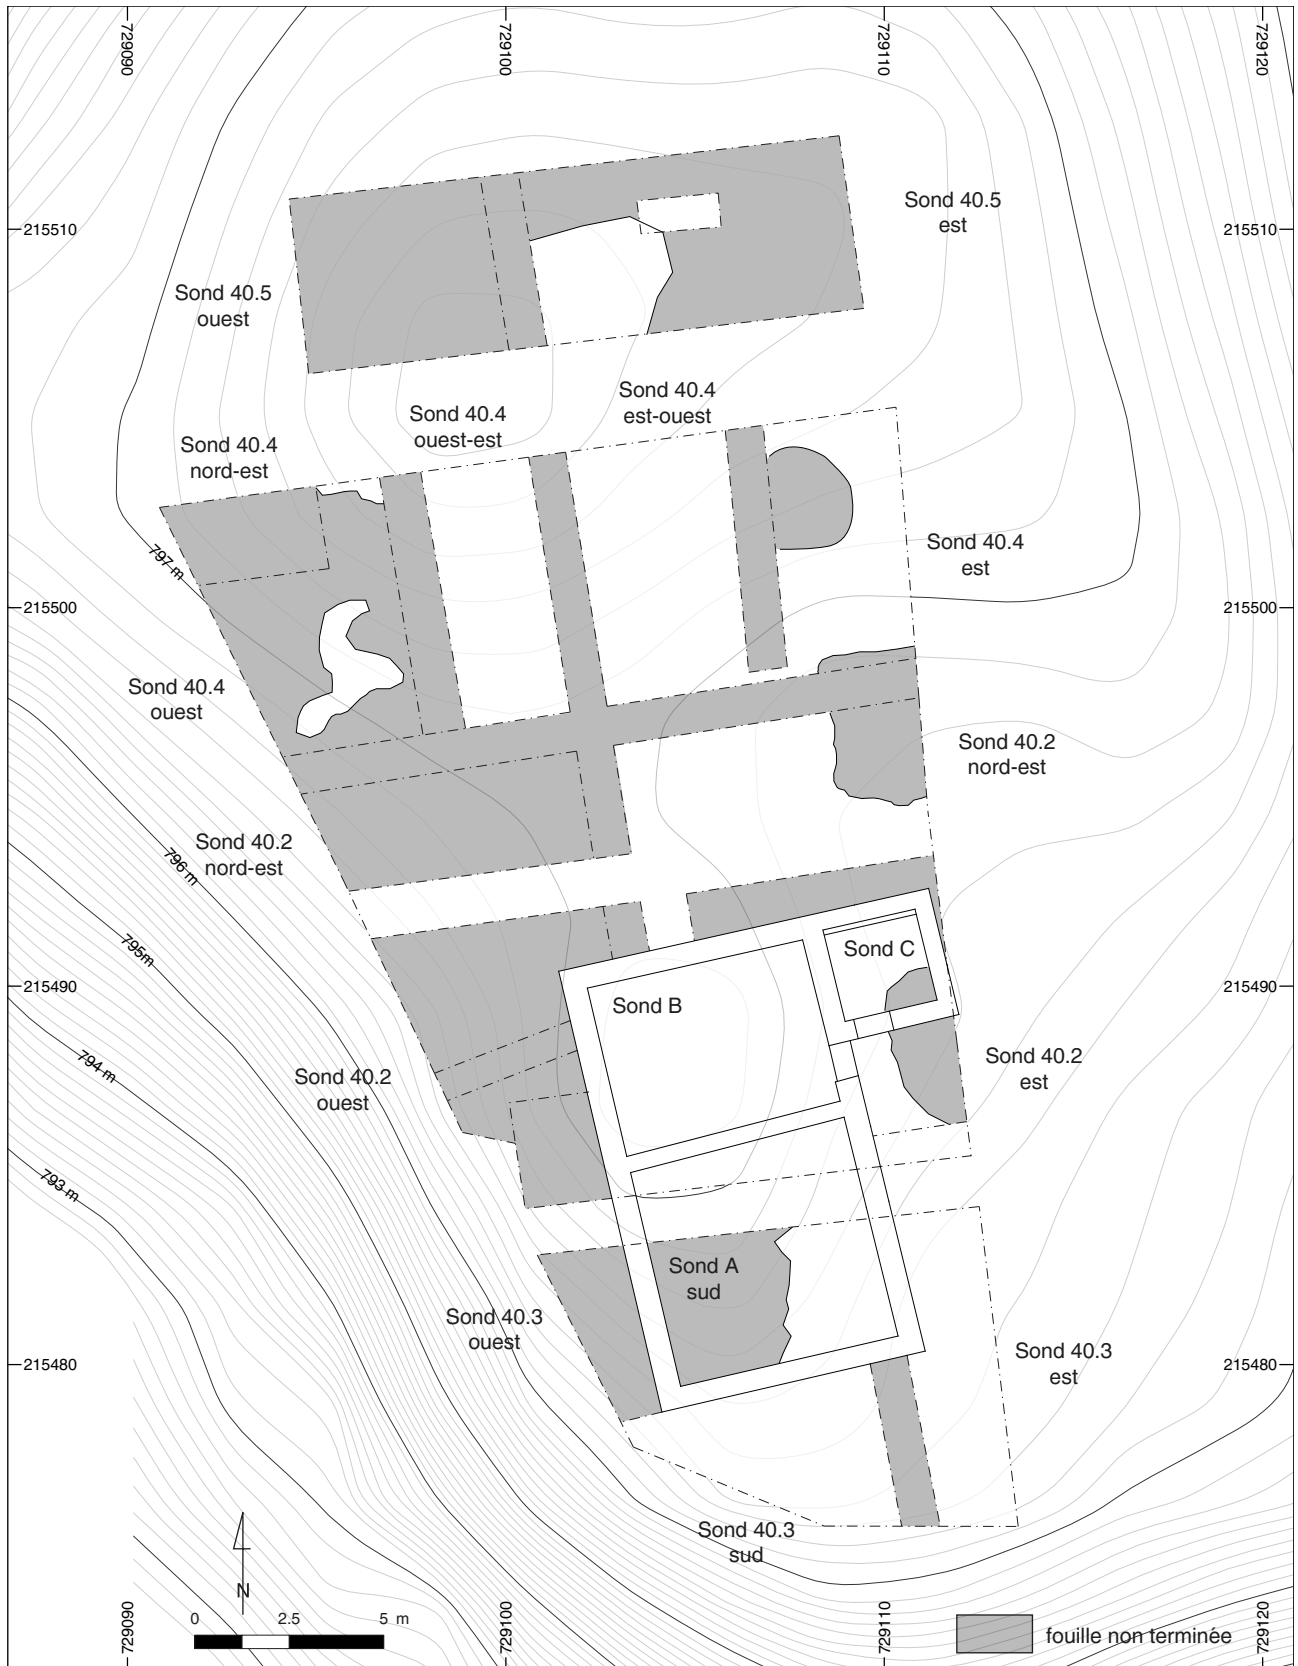 729090
729100
729110
729120
Sond 40.5
est
215510
215510
Sond 40.5
ouest
Sond 40.4
est-ouest
Sond 40.4
ouest-est
Sond 40.4
nord-est
797 m
Sond 40.4
est
215500
215500
Sond 40.4
ouest
Sond 40.2
nord-est
Sond 40.2
nord-est
796 m
795m
Sond C
215490
Sond B
215490
794 m
Sond 40.2
ouest
Sond 40.2
est
793 m
Sond A
sud
Sond 40.3
ouest
215480
Sond 40.3
est
215480
Sond 40.3
sud
N
0 2.5 5 m
729090
729100
729110
729120
fouille non terminée